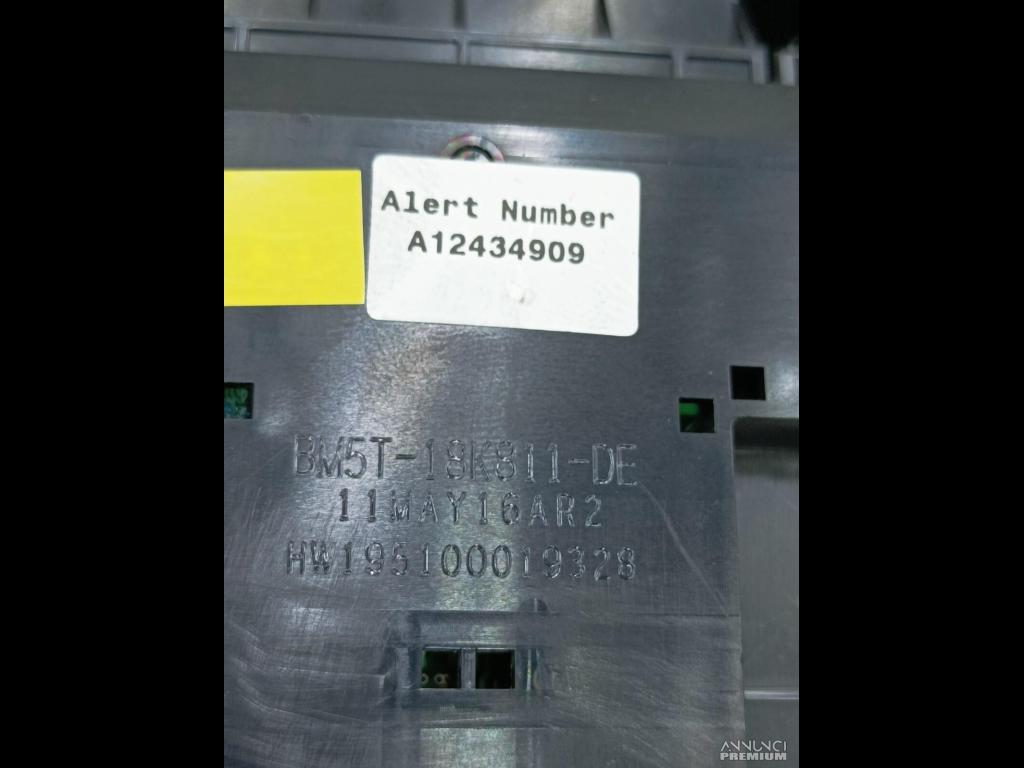 Alert Number
A12434909
BM5T-18K811-DE
11MAY16AR2
HW195100019328
ANNUNCI
PREMIUM